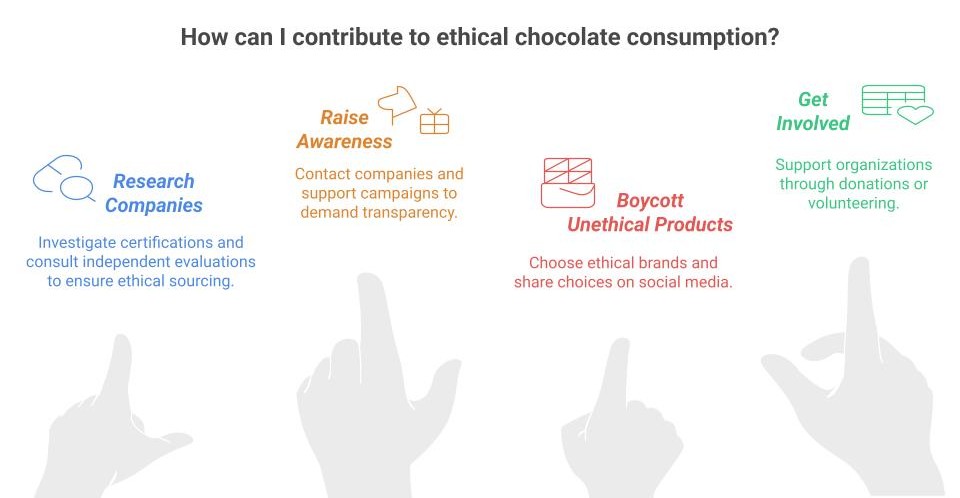 How can I contribute to ethical chocolate consumption?
Research
Companies
Investigate certifications and
consult independent evaluations
to ensure ethical sourcing.
Raise
Awareness
Contact companies and
support campaigns to
demand transparency.
Boycott
Unethical Products
Choose ethical brands and
share choices on social media.
Get
Involved
Support organizations
through donations or
volunteering.